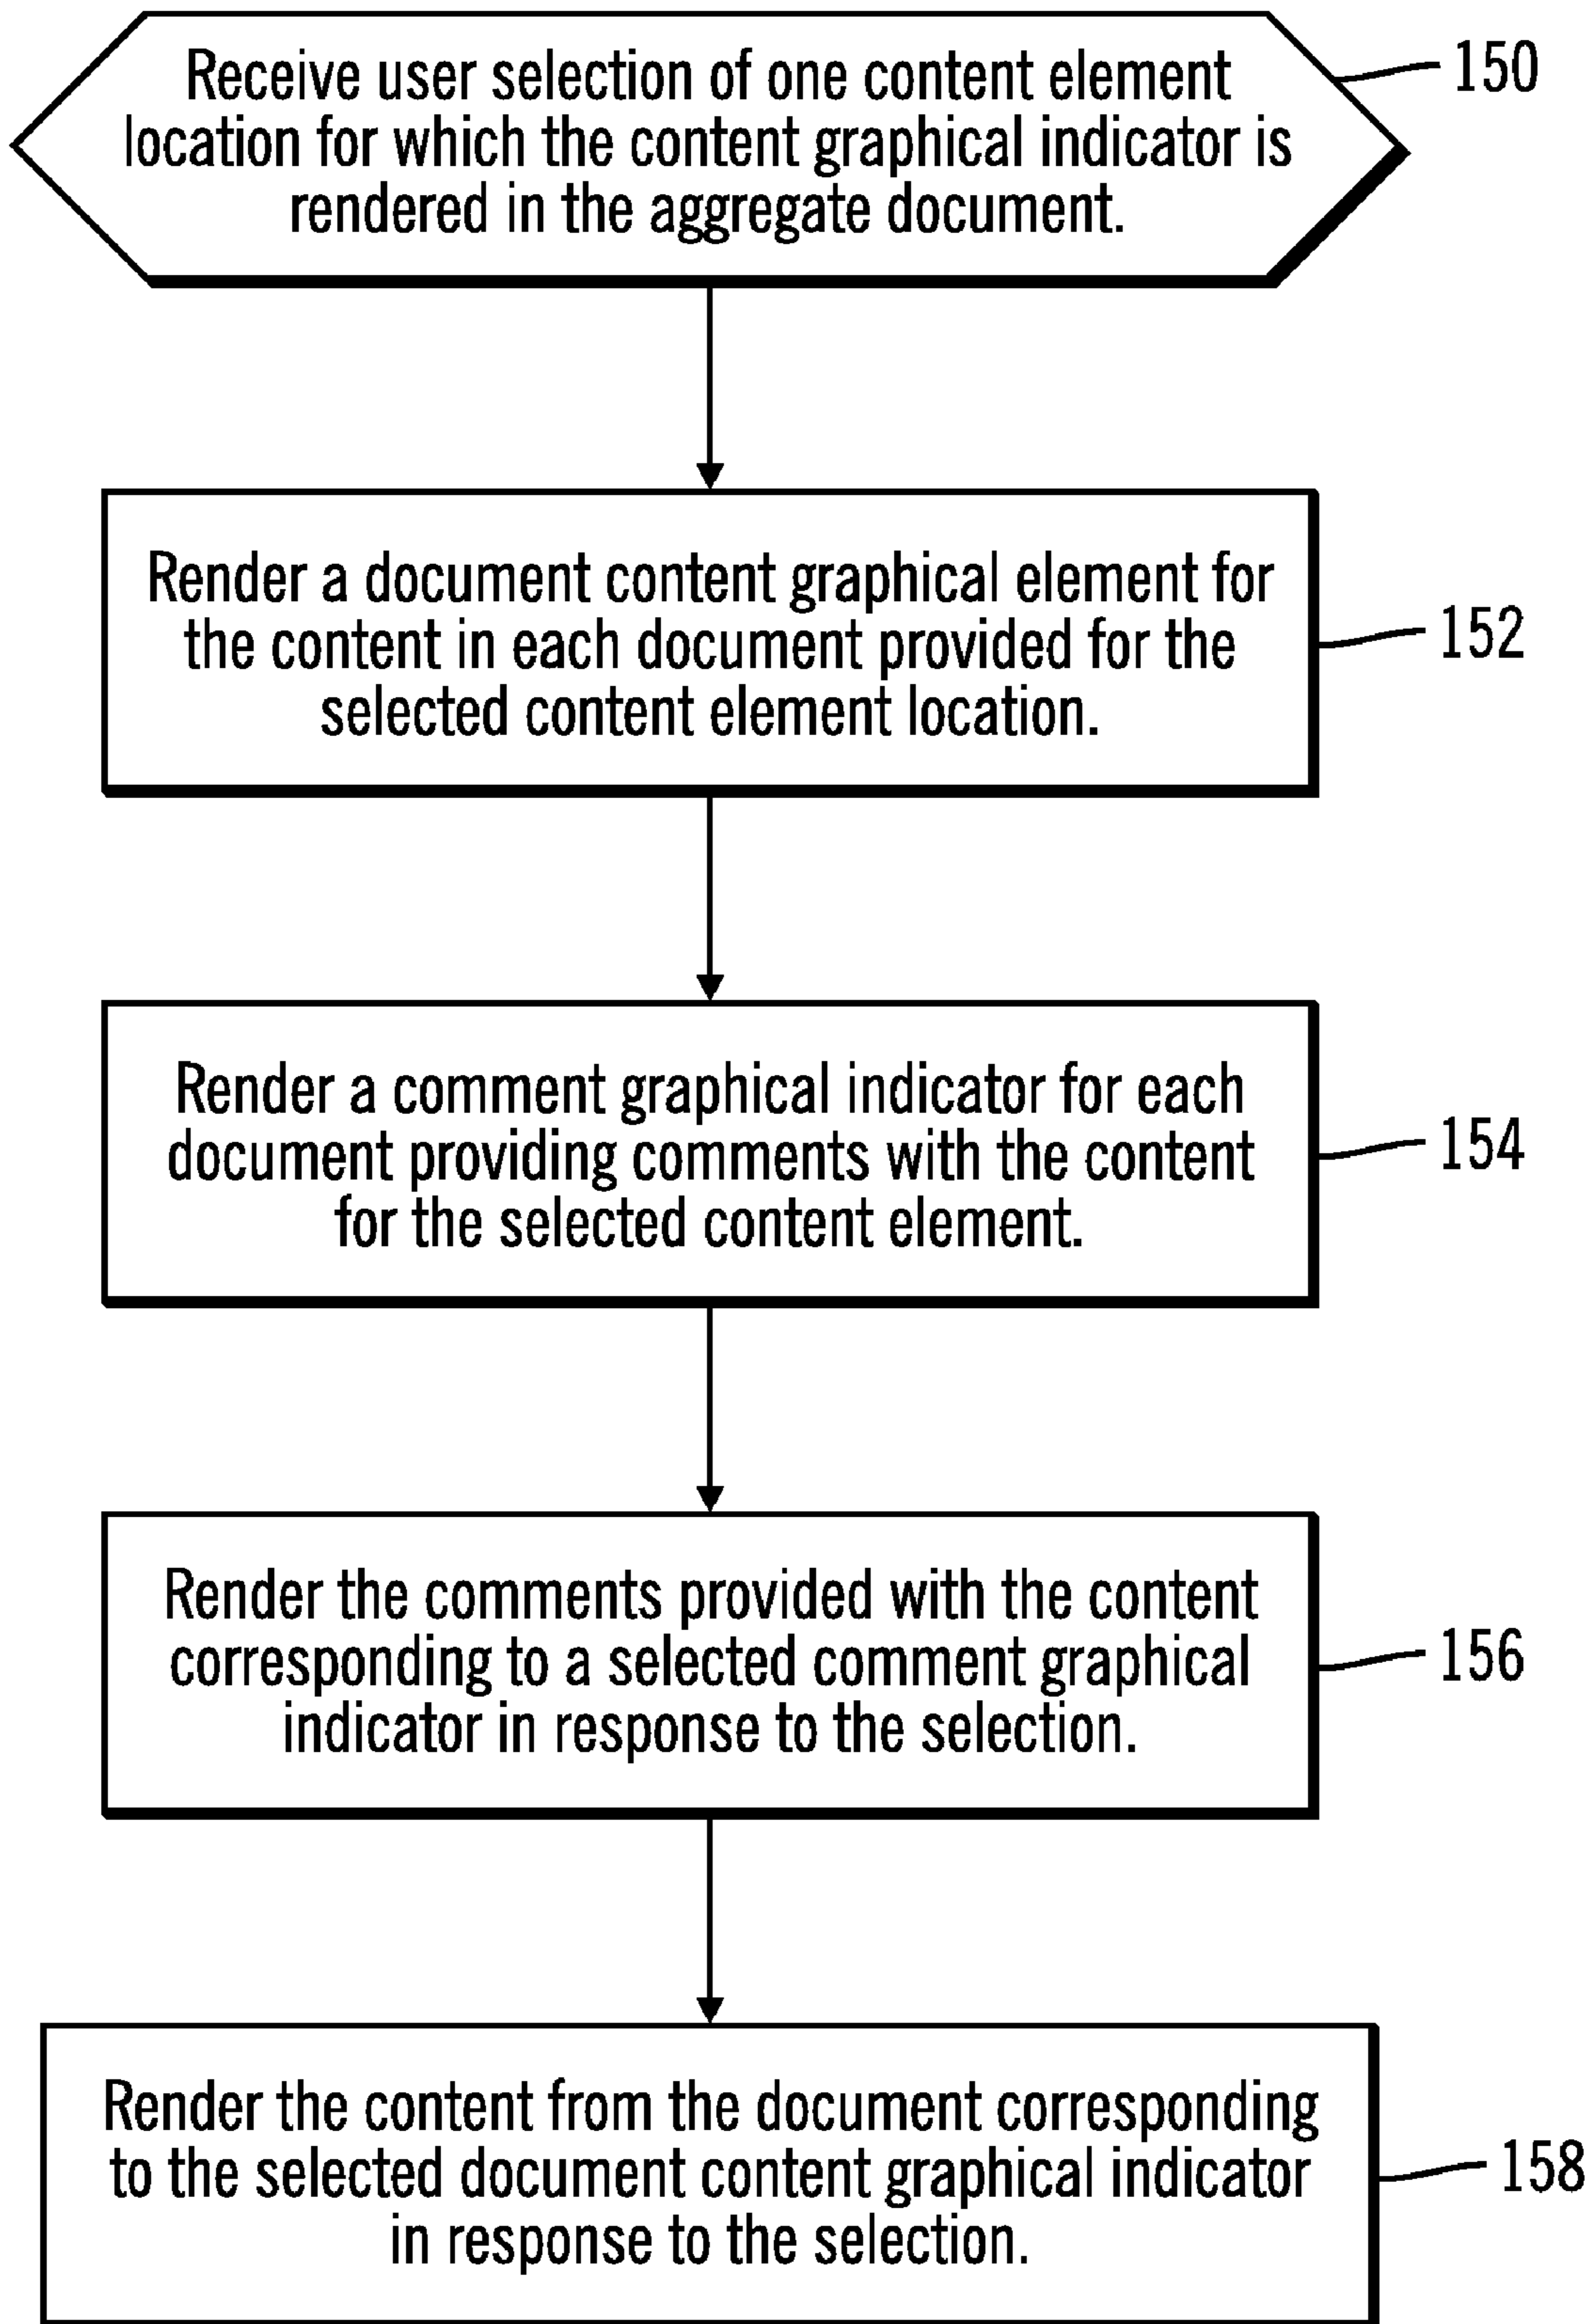 Receive user selection of one content element
location for which the content graphical indicator is
rendered in the aggregate document.
150
Render a document content graphical element for
the content in each document provided for the
selected content element location.
152
Render a comment graphical indicator for each
document providing comments with the content
for the selected content element.
154
Render the comments provided with the content
corresponding to a selected comment graphical
indicator in response to the selection.
156
Render the content from the document corresponding
to the selected document content graphical indicator
in response to the selection.
158